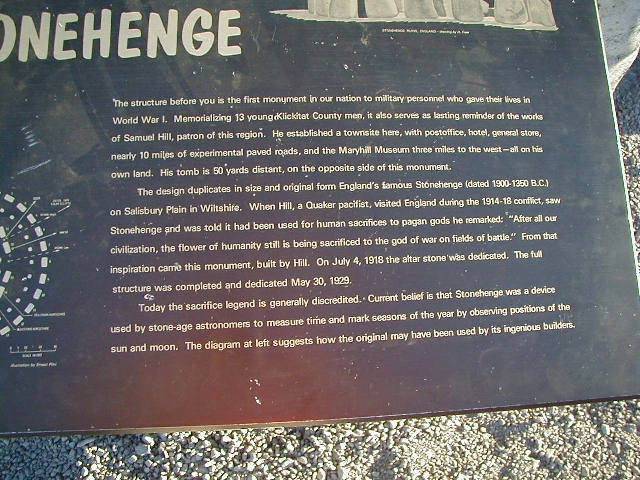 ONEHENGE
STONEHENGE RUINS, ENGLAND
The structure before you is the first monument in our nation to military personnel who gave their lives in
World War I. Memorializing 13 young Klickitat County men, it also serves as lasting reminder of the works
of Samuel Hill, patron of this region. He established a townsite here, with postoffice, hotel, general store,
nearly 10 miles of experimental paved roads, and the Maryhill Museum three miles to the west—all on his
own land. His tomb is 50 yards distant, on the opposite side of this monument.
The design duplicates in size and original form England's famous Stonehenge (dated 1900-1350 B.C.)
on Salisbury Plain in Wiltshire. When Hill, a Quaker pacifist, visited England during the 1914-18 conflict, saw
Stonehenge and was told it had been used for human sacrifices to pagan gods he remarked: "After all our
civilization, the flower of humanity still is being sacrificed to the god of war on fields of battle." From that
inspiration came this monument, built by Hill. On July 4, 1918 the altar stone was dedicated. The full
structure was completed and dedicated May 30, 1929.
Today the sacrifice legend is generally discredited. Current belief is that Stonehenge was a device
used by stone-age astronomers to measure time and mark seasons of the year by observing positions of the
sun and moon. The diagram at left suggests how the original may have been used by its ingenious builders.